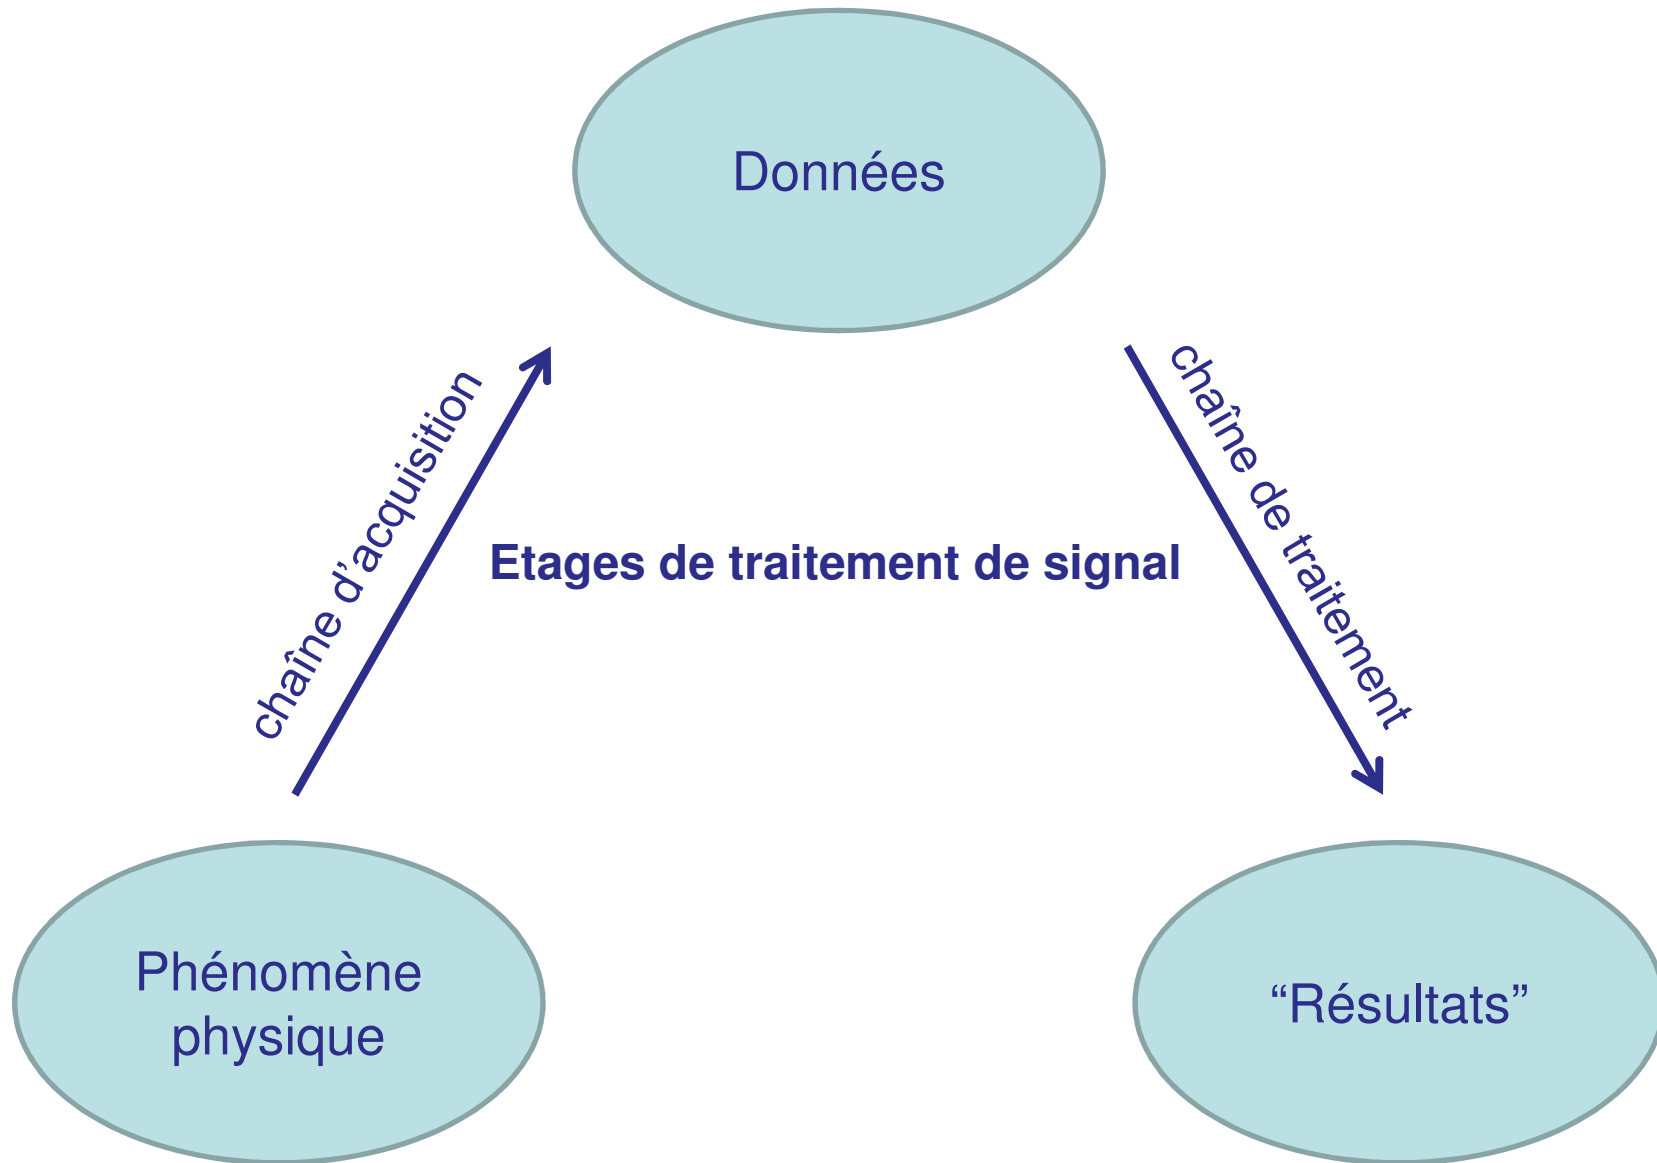 Données
chaîne d’acquisition
chaîne de traitement
Etages de traitement de signal
Phénomène
physique
“Résultats”